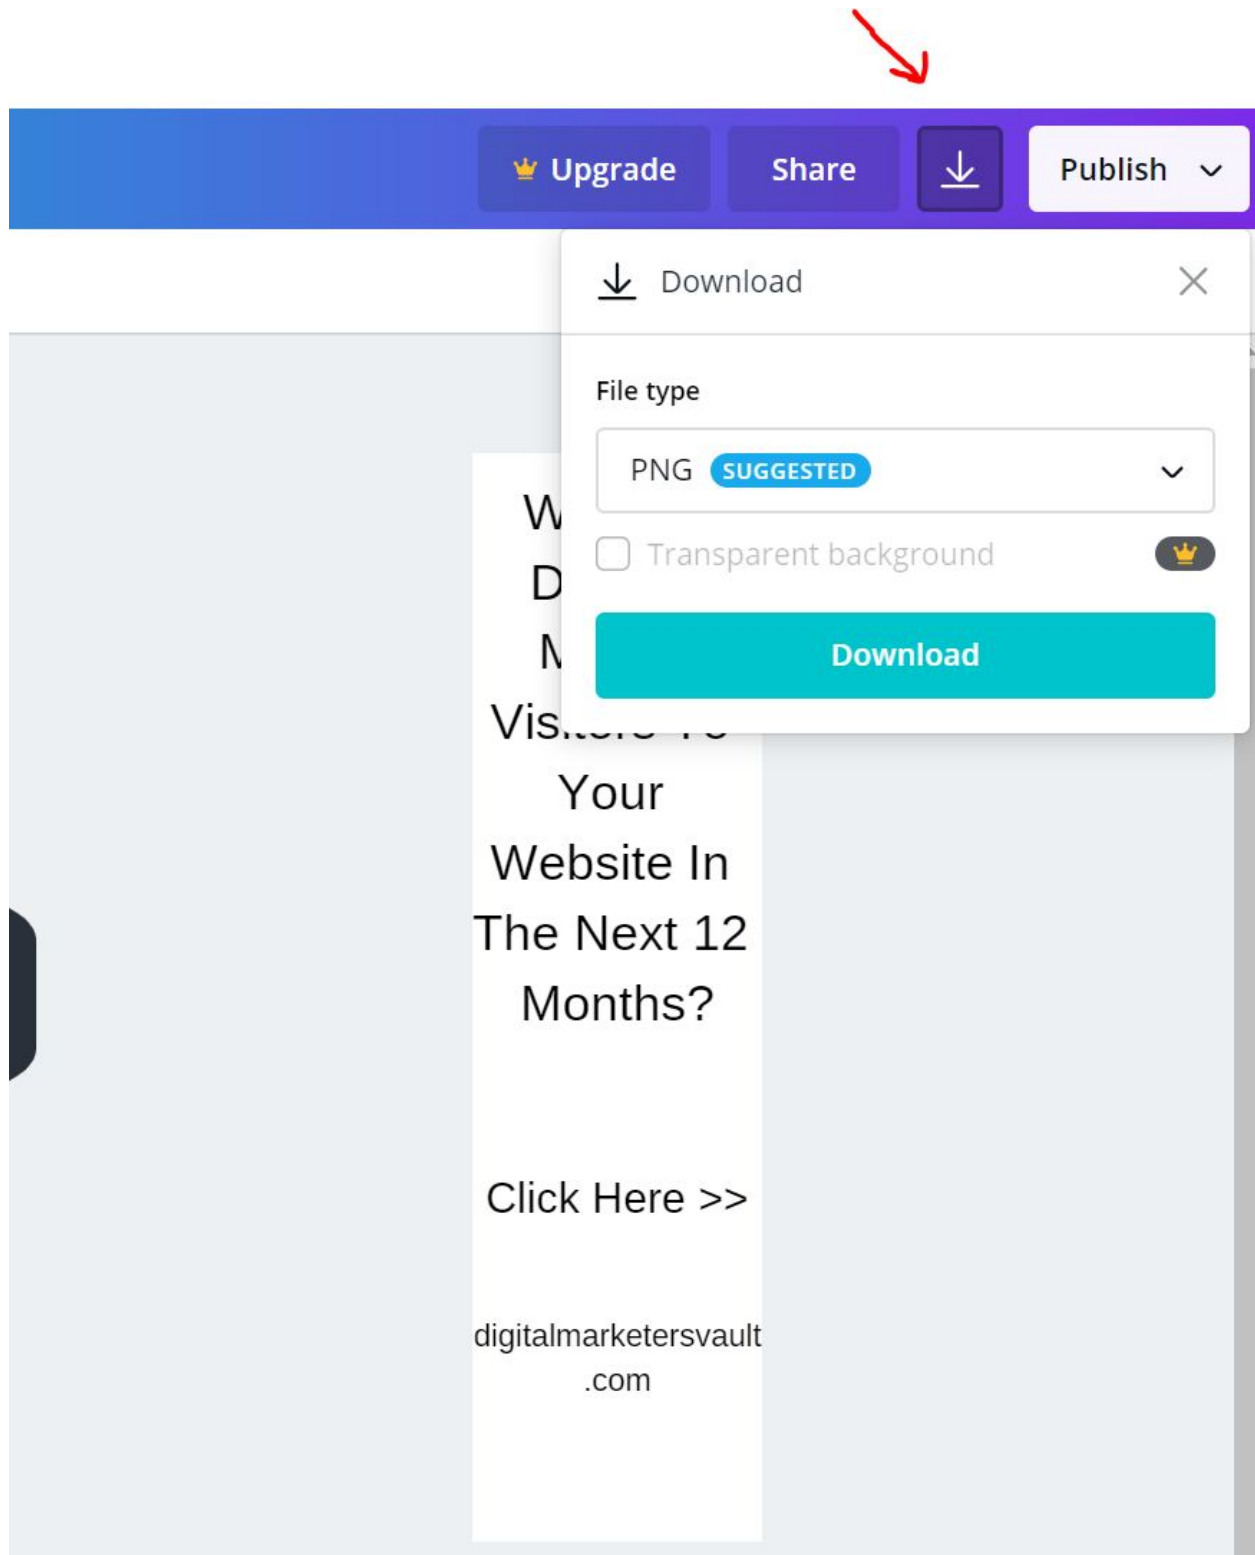 Upgrade Share Publish
Download
File type
PNG SUGGESTED
Transparent background
Download
Your
Website In
The Next 12
Months?
Click Here >>
digitalmarketersvault
.com